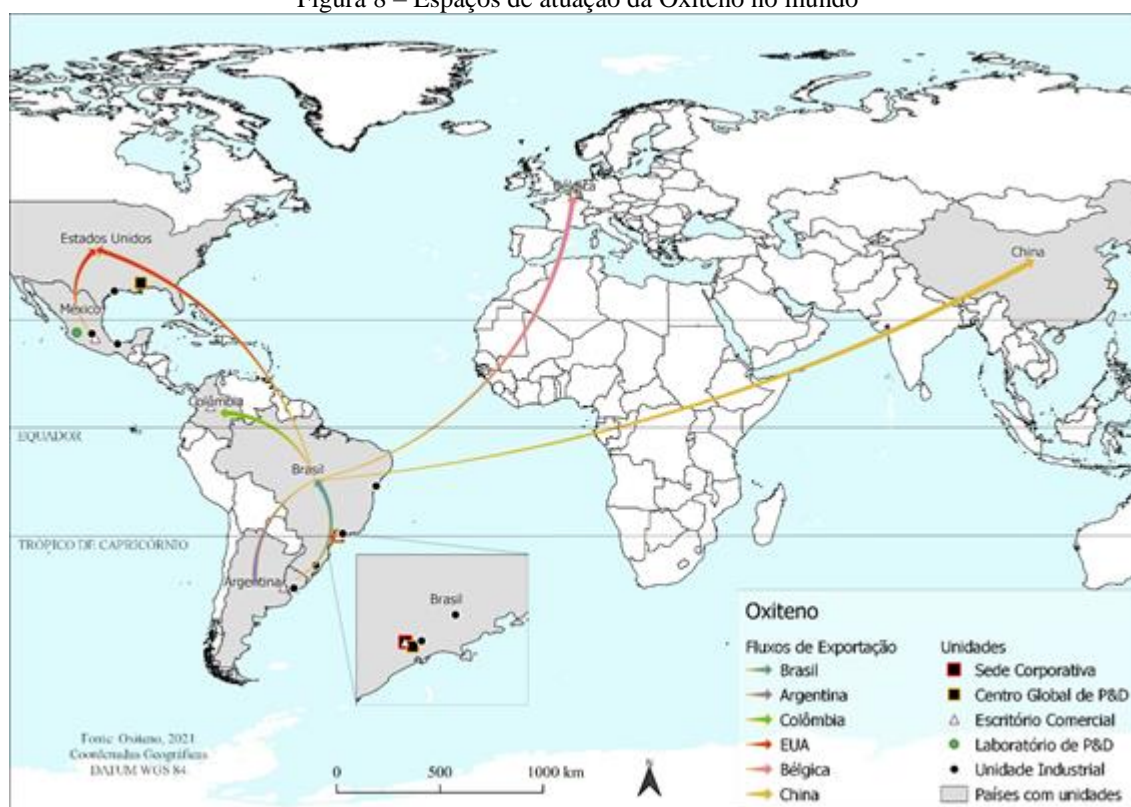 Figura 8 – Espaços de atuação da Oxiteno no mundo
Estados Unidos
México
Colômbia
EQUADOR
Brasil
TRÓPICO DE CAPRICÓRNIO
Argentina
Bélgica
China
Brasil
Oxiteno
Fluxos de Exportação
Brasil
Argentina
Colômbia
EUA
Bélgica
China
Unidades
Sede Corporativa
Centro Global de P&D
Escritório Comercial
Laboratório de P&D
Unidade Industrial
Países com unidades
Fonte: Oxiteno, 2021
Coordenadas Geográficas
DATUM WGS 84
0 500 1000 km
N